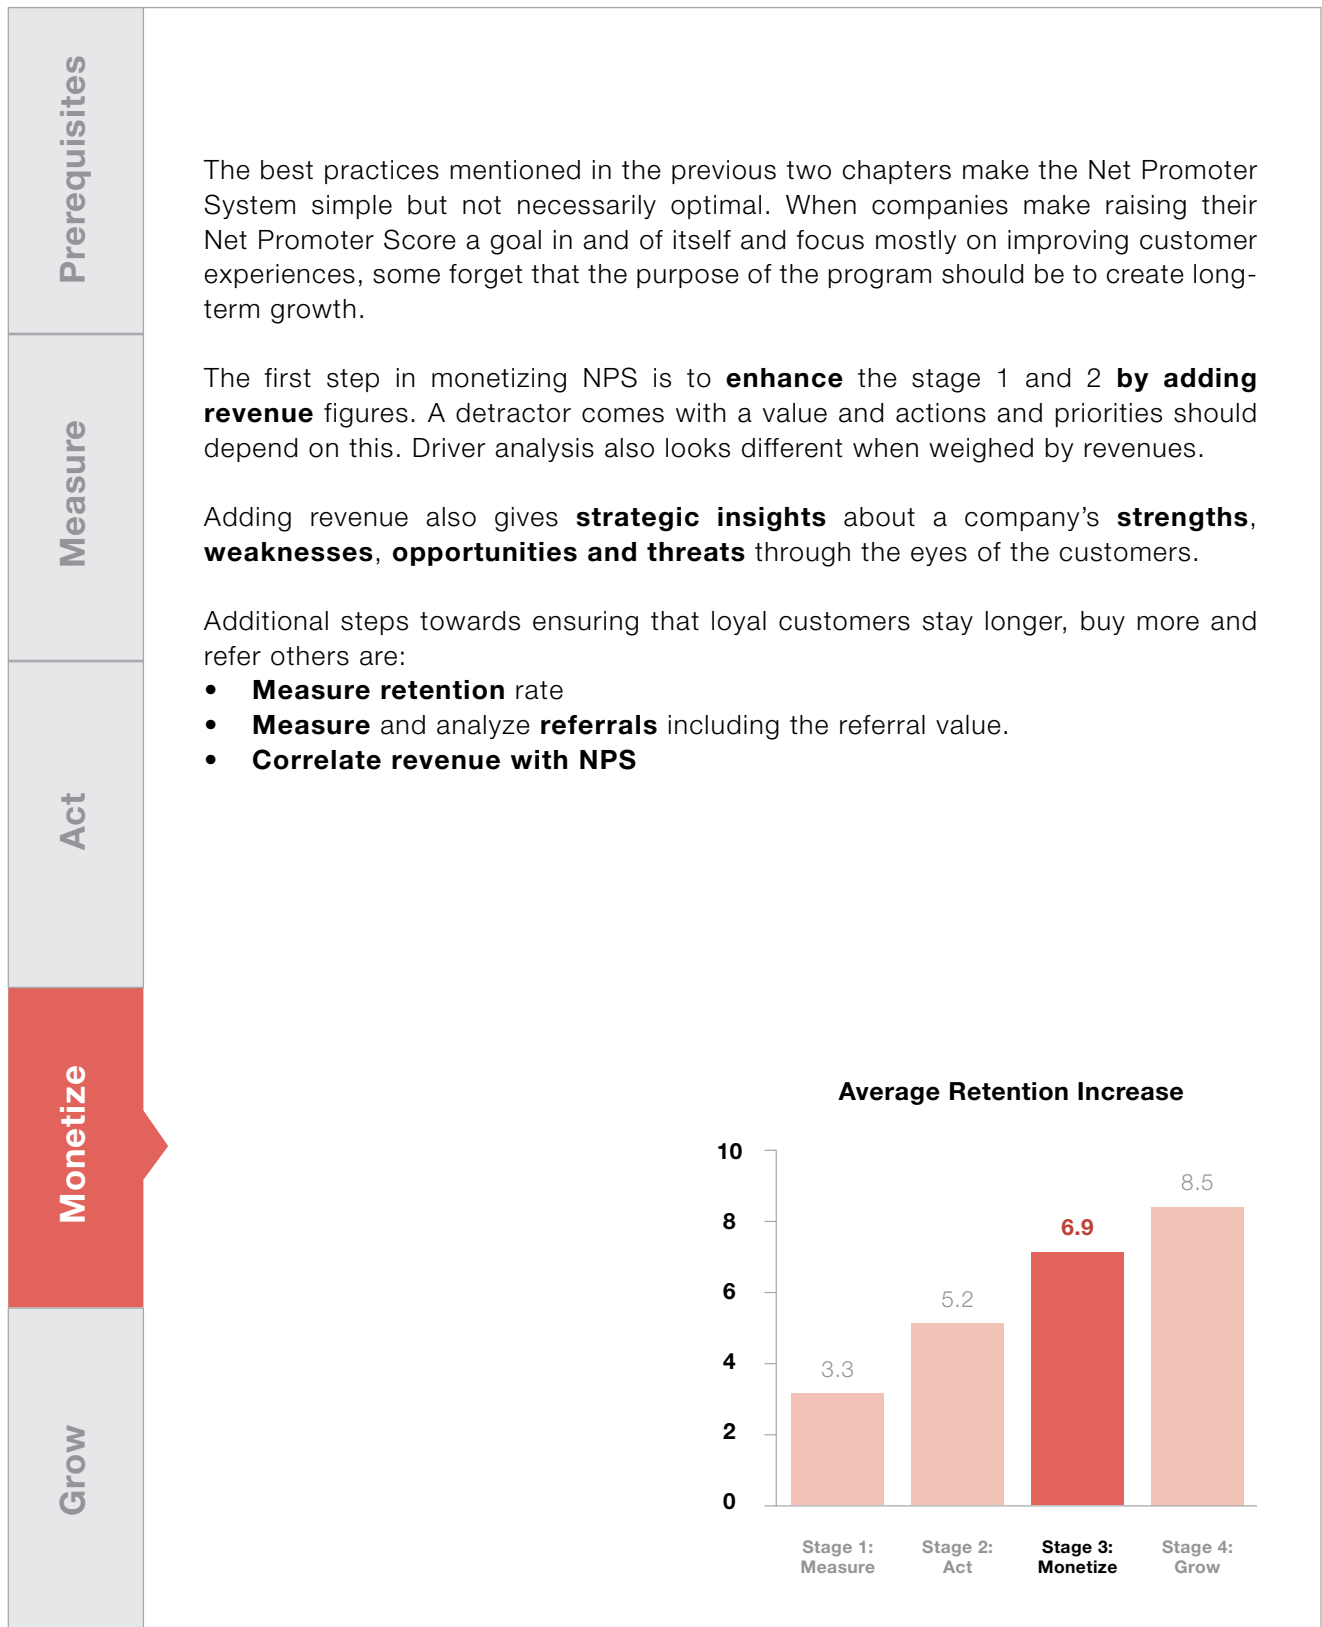 Prerequisites
Measure
Act
Monetize
Grow
The best practices mentioned in the previous two chapters make the Net Promoter
System simple but not necessarily optimal. When companies make raising their
Net Promoter Score a goal in and of itself and focus mostly on improving customer
experiences, some forget that the purpose of the program should be to create long-
term growth.
The first step in monetizing NPS is to enhance the stage 1 and 2 by adding
revenue figures. A detractor comes with a value and actions and priorities should
depend on this. Driver analysis also looks different when weighed by revenues.
Adding revenue also gives strategic insights about a company’s strengths,
weaknesses, opportunities and threats through the eyes of the customers.
Additional steps towards ensuring that loyal customers stay longer, buy more and
refer others are:
• Measure retention rate
• Measure and analyze referrals including the referral value.
• Correlate revenue with NPS
Average Retention Increase
10
8
6
4
2
0
3.3
5.2
6.9
8.5
Stage 1:
Measure
Stage 2:
Act
Stage 3:
Monetize
Stage 4:
Grow